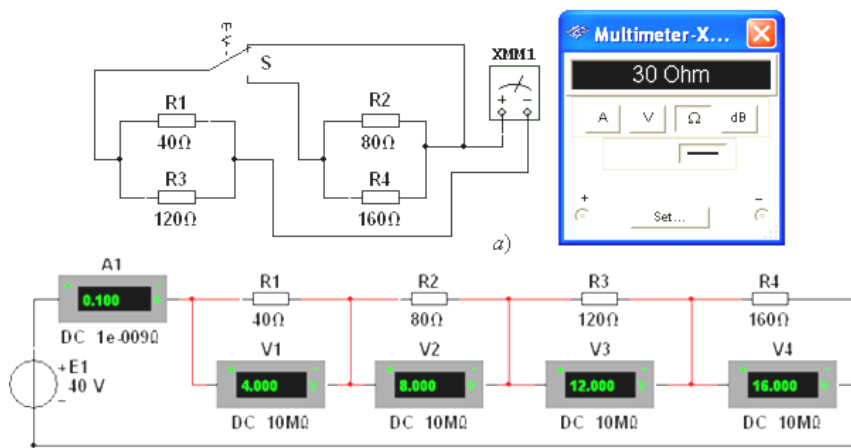 Multimeter-X...
30 Ohm
A V Ω dB
+ −
Set...
S
XMM1
+ −
R1
40Ω
R2
80Ω
R3
120Ω
R4
160Ω
а)
A1
0.100
DC 1e-009Ω
+ E1
40 V
−
R1
40Ω
R2
80Ω
R3
120Ω
R4
160Ω
V1
4.000
DC 10MΩ
V2
8.000
DC 10MΩ
V3
12.000
DC 10MΩ
V4
16.000
DC 10MΩ